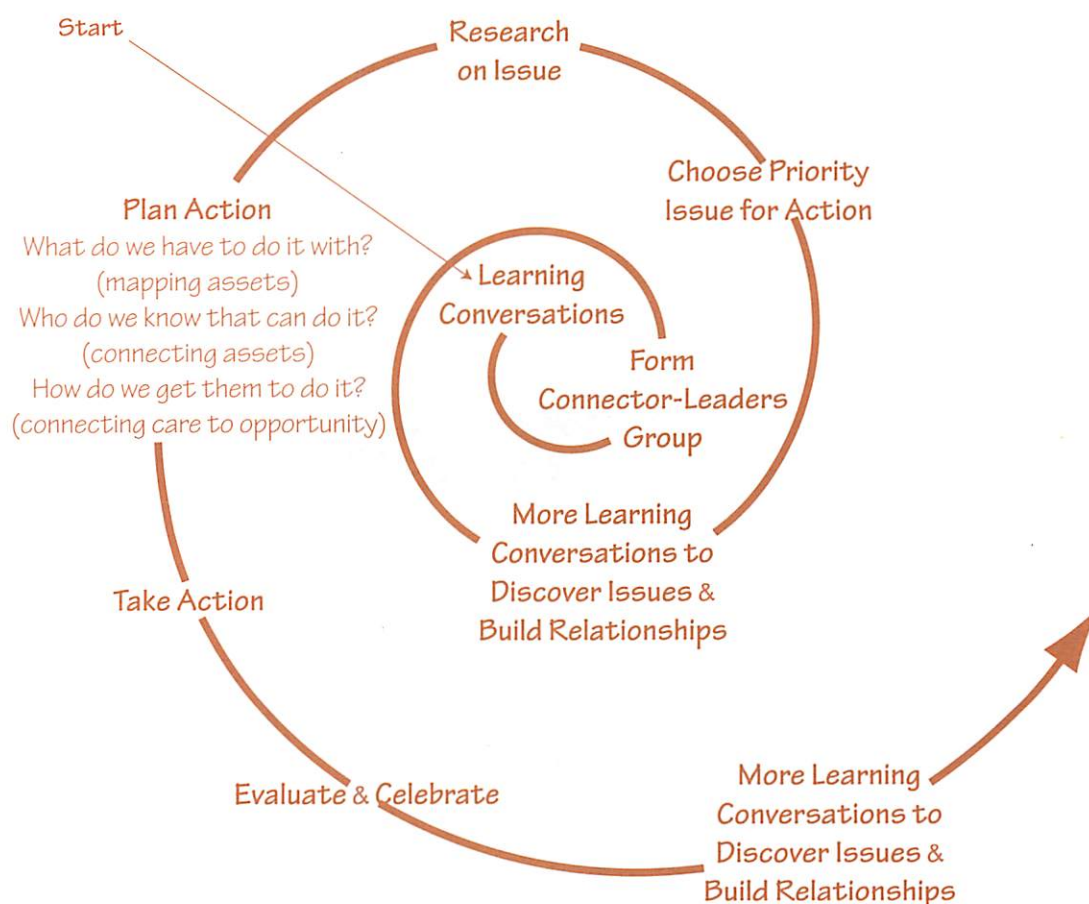 Start
Research
on Issue
Choose Priority
Issue for Action
Plan Action
What do we have to do it with?
(mapping assets)
Who do we know that can do it?
(connecting assets)
How do we get them to do it?
(connecting care to opportunity)
Learning
Conversations
Form
Connector-Leaders
Group
More Learning
Conversations to
Discover Issues &
Build Relationships
Take Action
Evaluate & Celebrate
More Learning
Conversations to
Discover Issues &
Build Relationships